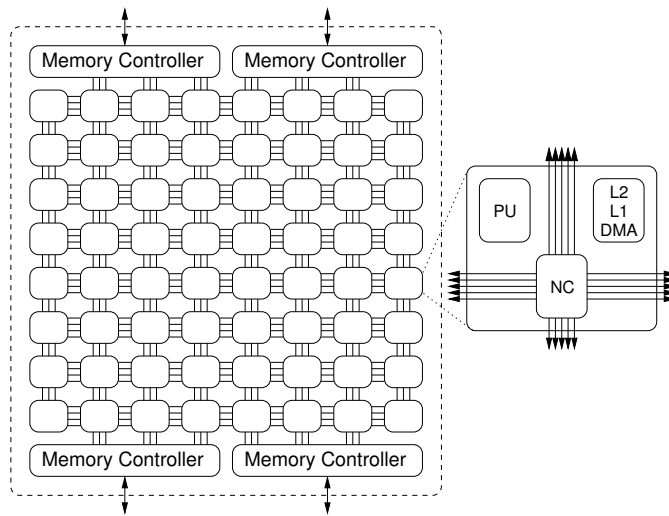 Memory Controller
Memory Controller
PU
L2
L1
DMA
NC
Memory Controller
Memory Controller